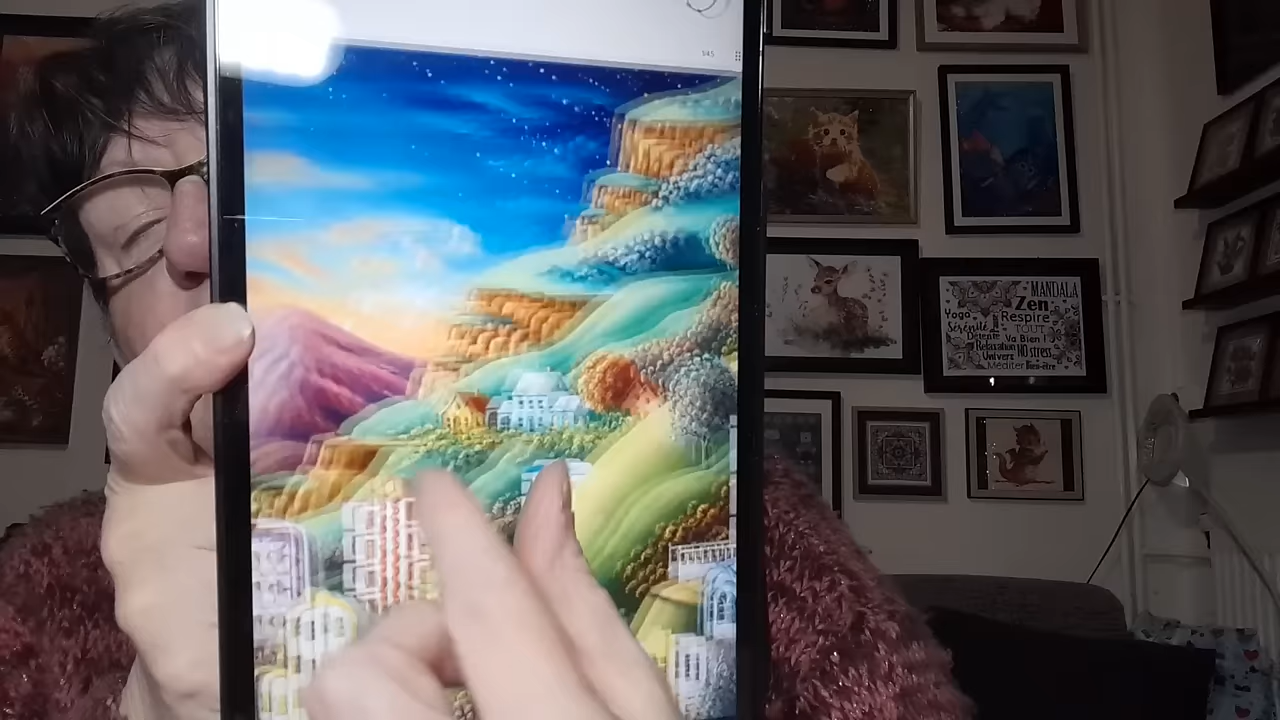 MANDALA
Zen
Yoga
Respire
Sérénité
TOUT
Détente
Va Bien !
Relaxation
NO stress
Univers
Méditer Bien-être